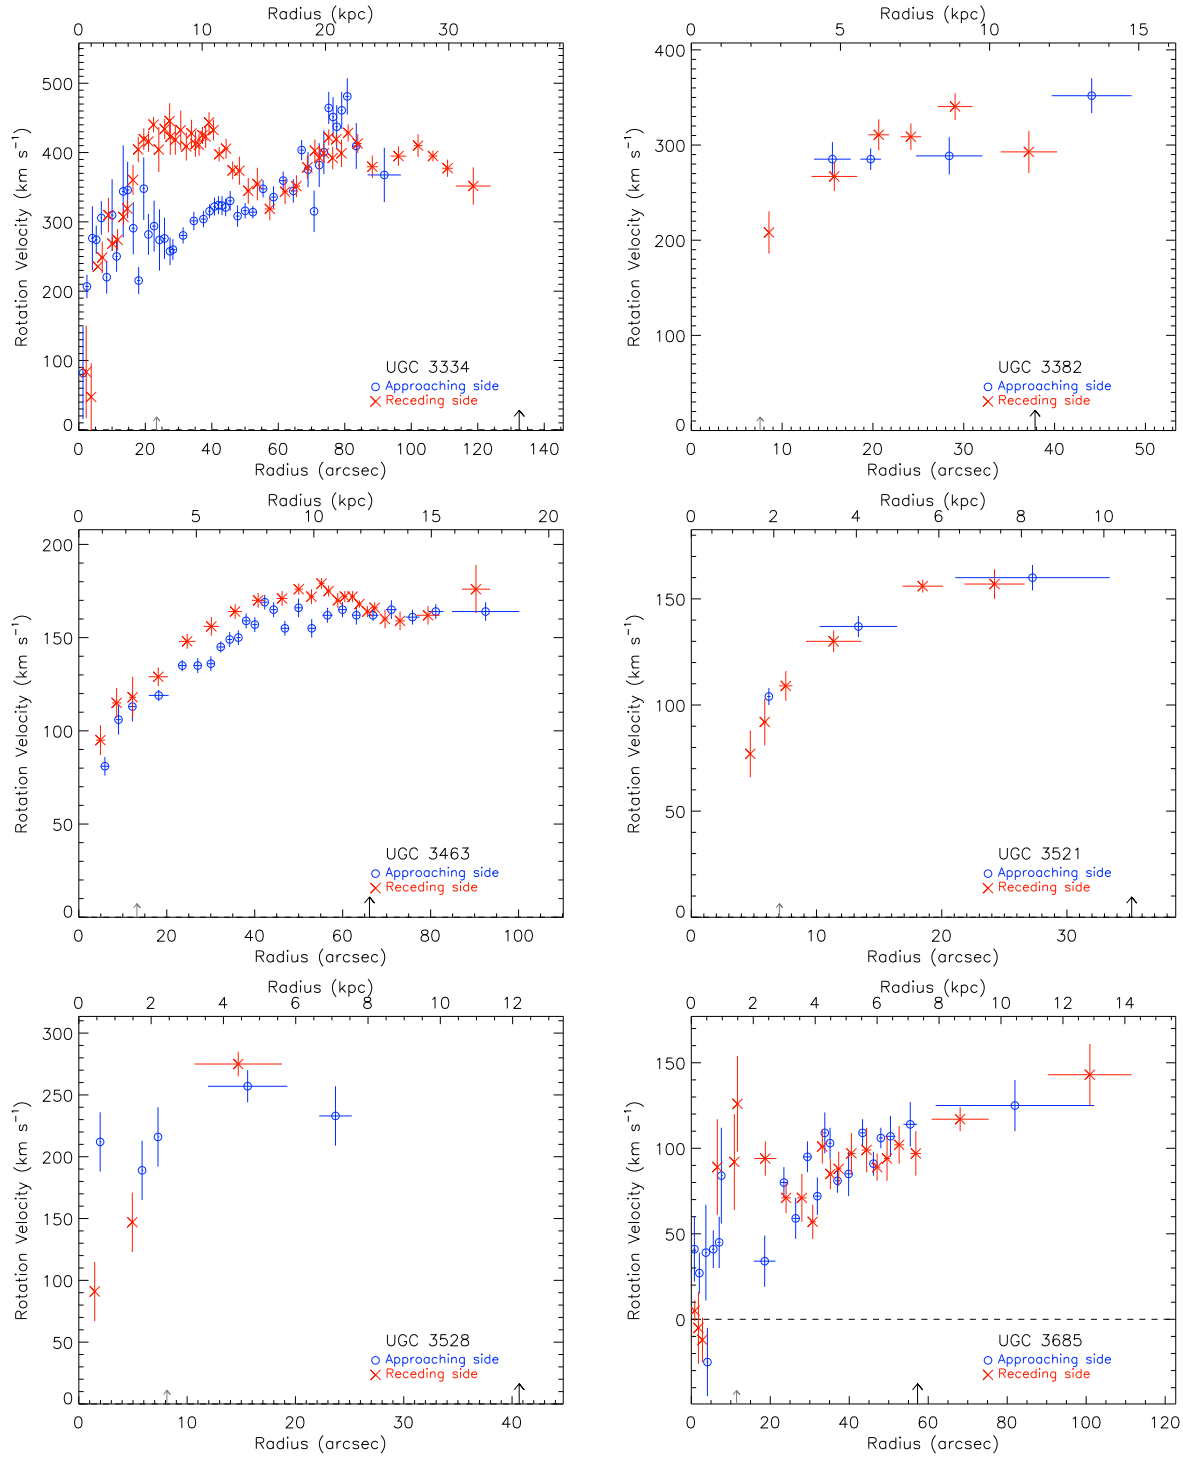 Radius (kpc)
0 10 20 30
500
400
300
200
100
0
Rotation Velocity (km s⁻¹)
UGC 3334
Approaching side
Receding side
0 20 40 60 80 100 120 140
Radius (arcsec)
Radius (kpc)
0 5 10 15
400
300
200
100
0
Rotation Velocity (km s⁻¹)
UGC 3382
Approaching side
Receding side
0 10 20 30 40 50
Radius (arcsec)
Radius (kpc)
0 5 10 15 20
200
150
100
50
0
Rotation Velocity (km s⁻¹)
UGC 3463
Approaching side
Receding side
0 20 40 60 80 100
Radius (arcsec)
Radius (kpc)
0 2 4 6 8 10
150
100
50
0
Rotation Velocity (km s⁻¹)
UGC 3521
Approaching side
Receding side
0 10 20 30
Radius (arcsec)
Radius (kpc)
0 2 4 6 8 10 12
300
250
200
150
100
50
0
Rotation Velocity (km s⁻¹)
UGC 3528
Approaching side
Receding side
0 10 20 30 40
Radius (arcsec)
Radius (kpc)
0 2 4 6 8 10 12 14
150
100
50
0
Rotation Velocity (km s⁻¹)
UGC 3685
Approaching side
Receding side
0 20 40 60 80 100 120
Radius (arcsec)